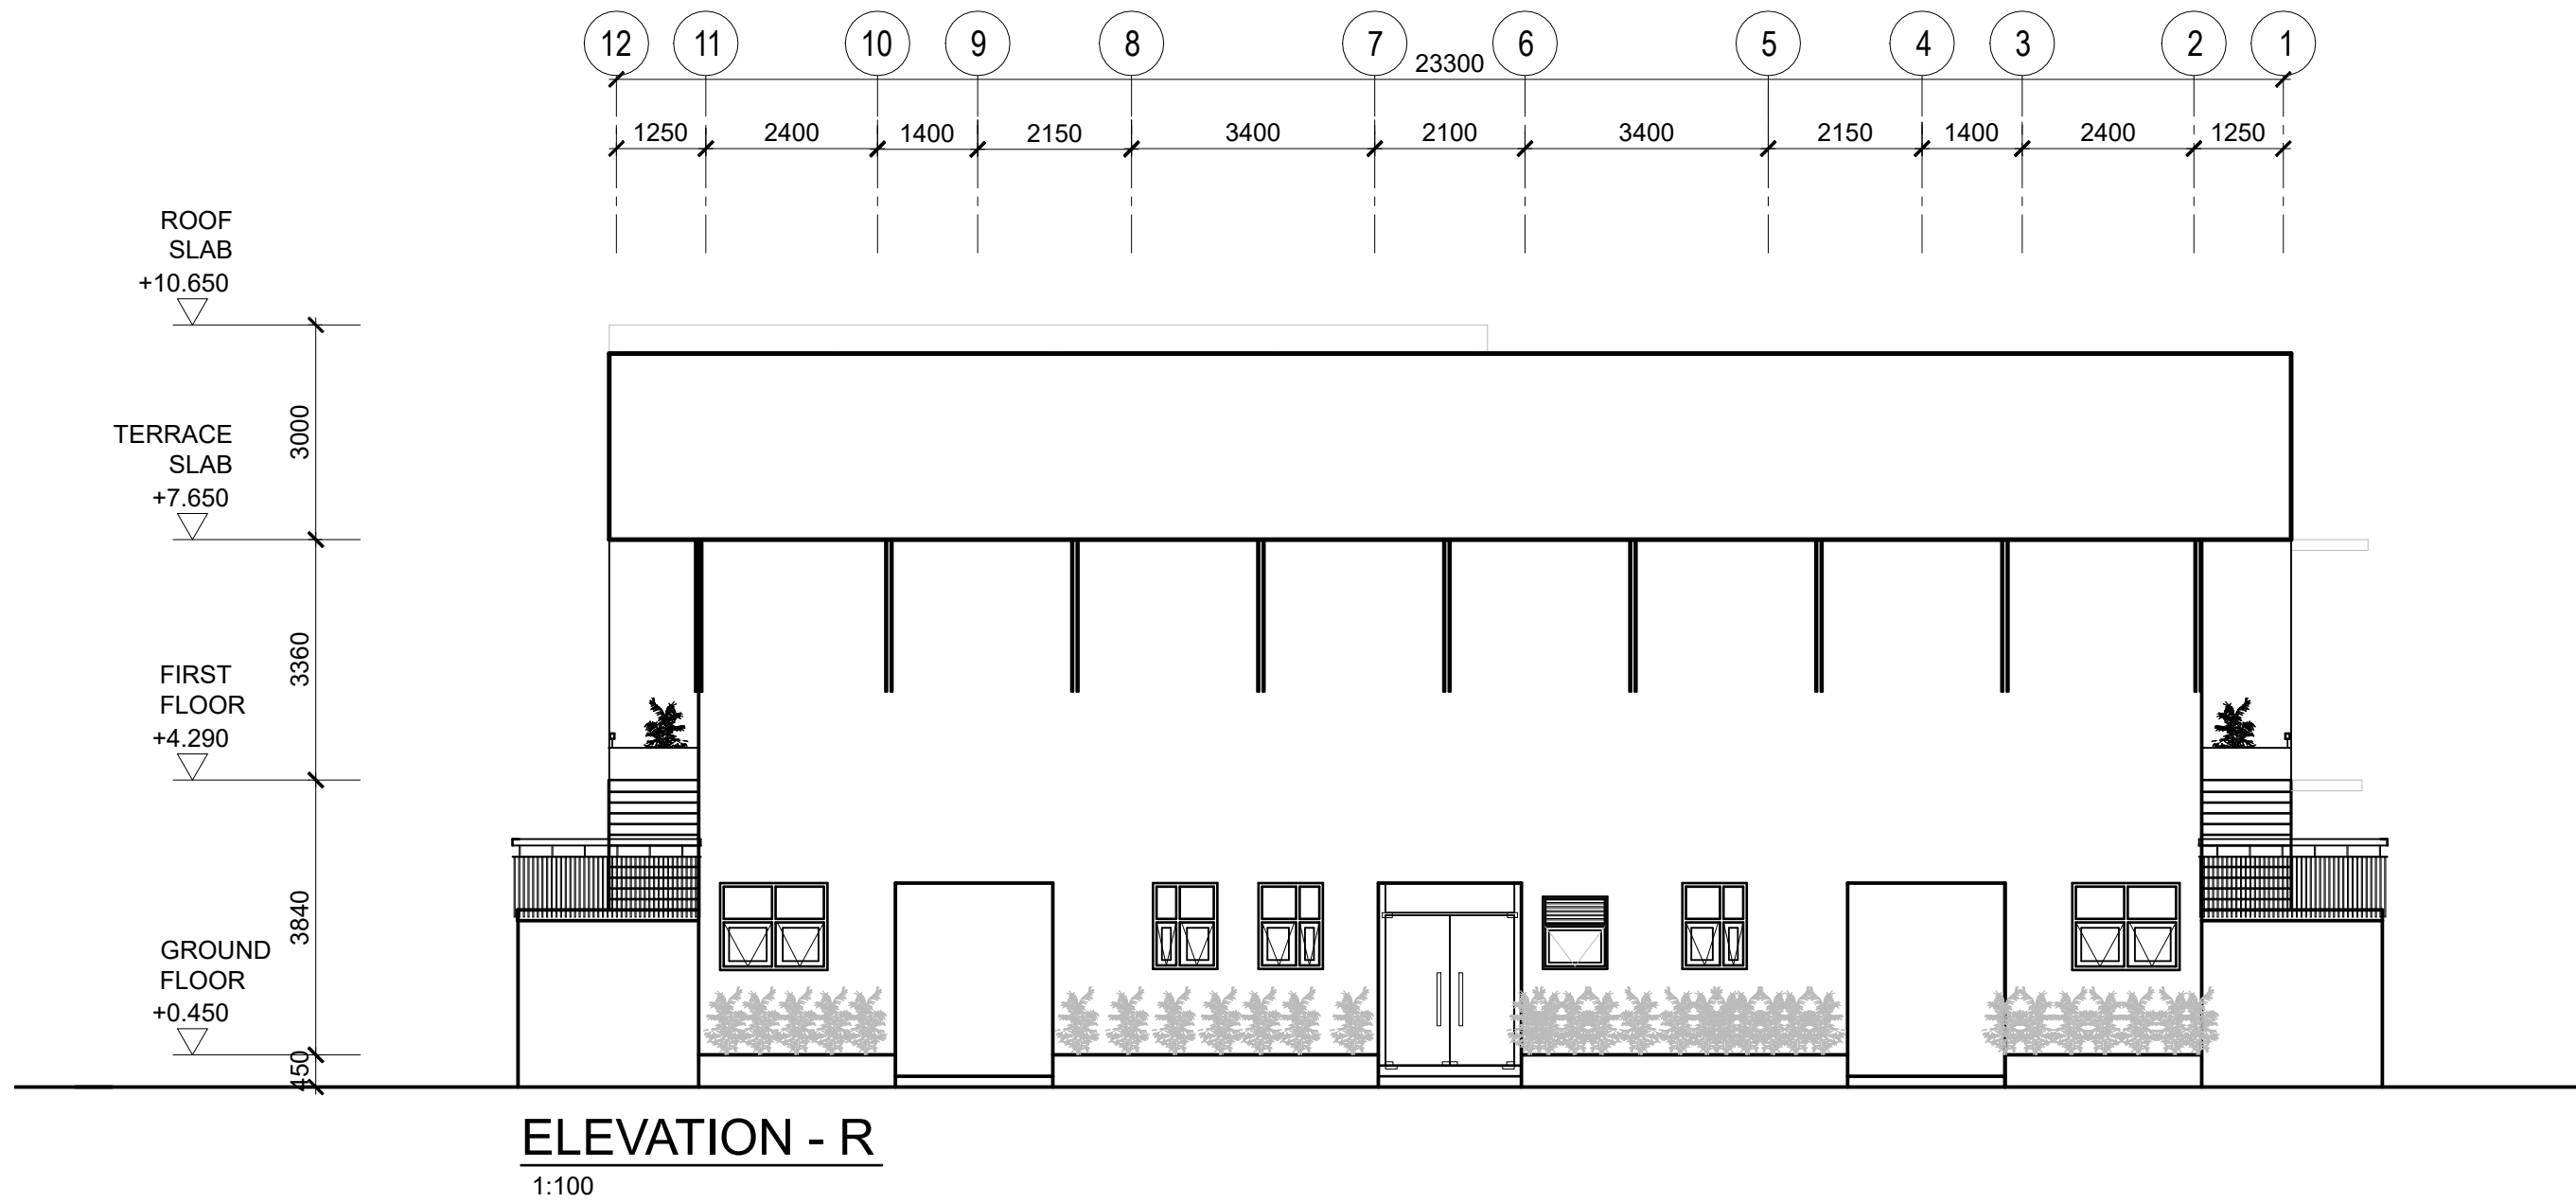 12 11 10 9 8 7 6 5 4 3 2 1
23300
1250 2400 1400 2150 3400 2100 3400 2150 1400 2400 1250
ROOF
SLAB
+10.650
3000
TERRACE
SLAB
+7.650
3360
FIRST
FLOOR
+4.290
3840
GROUND
FLOOR
+0.450
450
ELEVATION - R
1:100